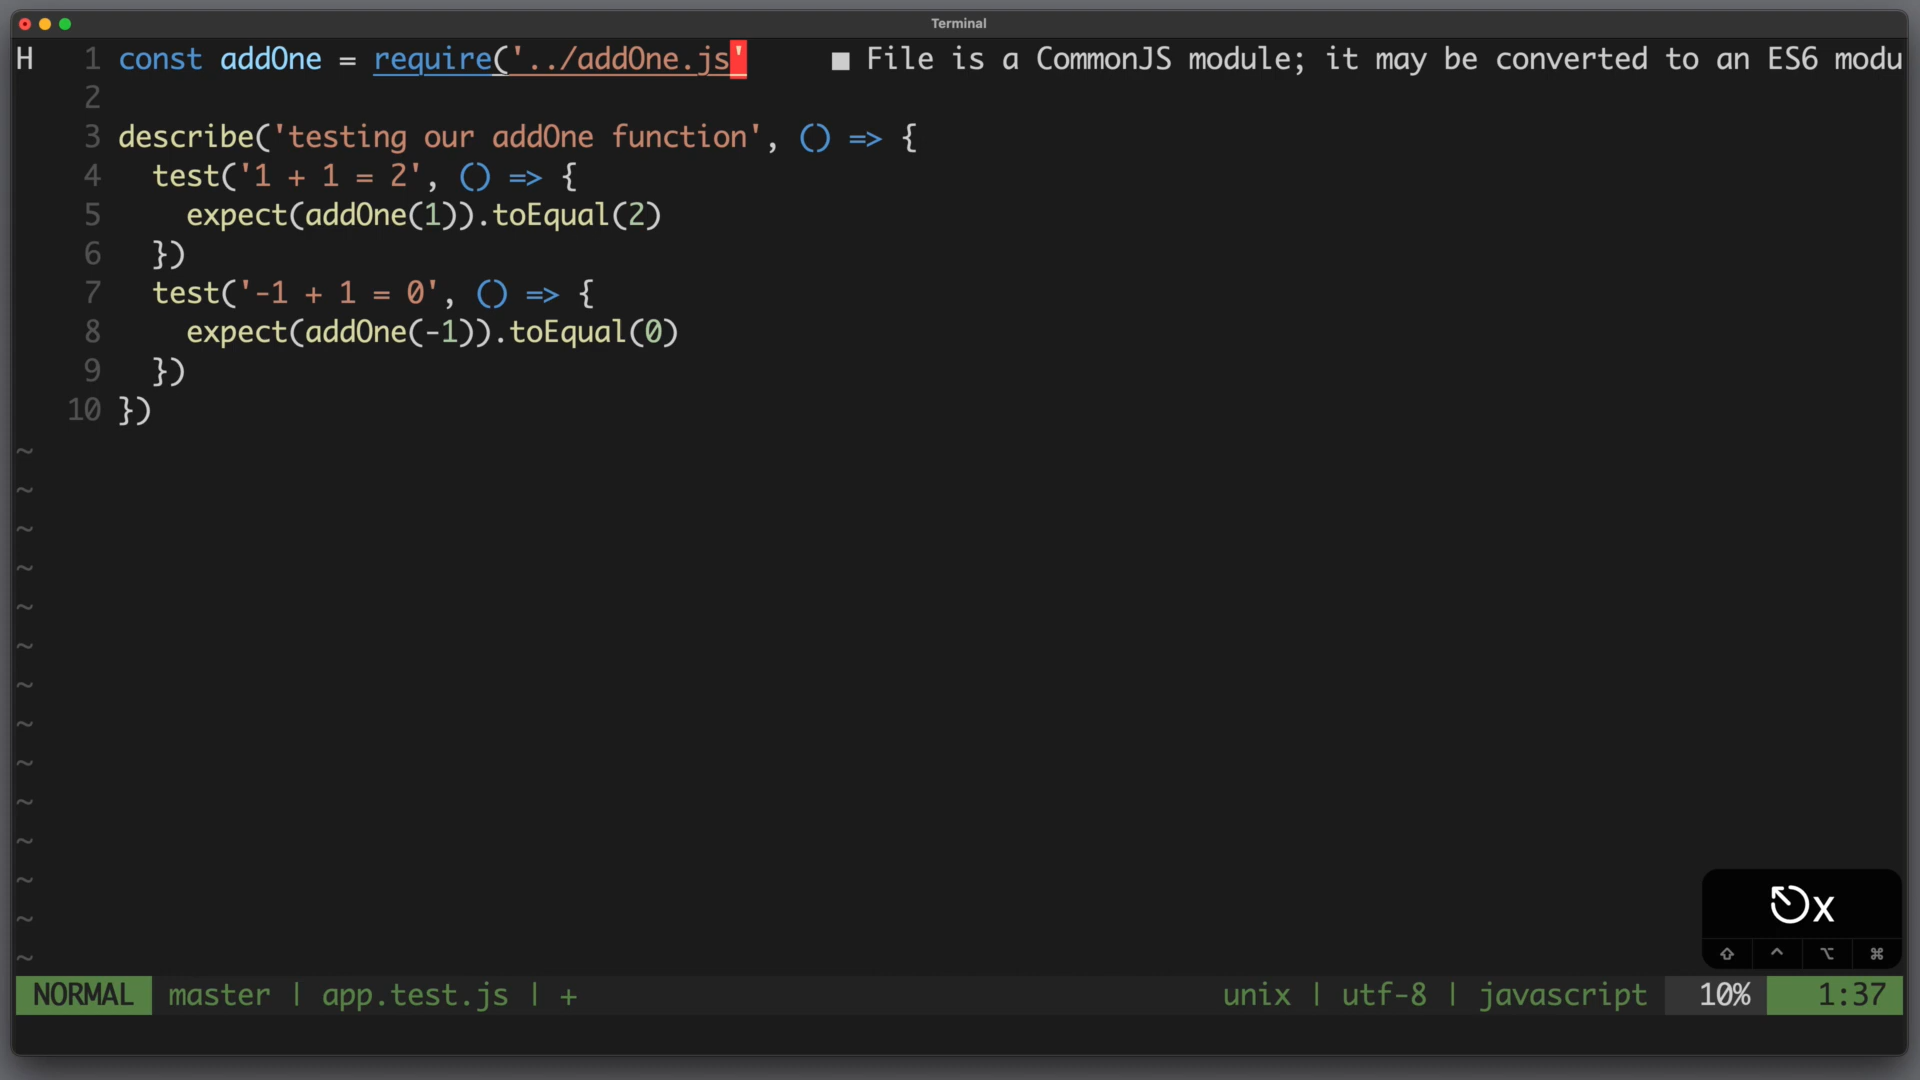 Terminal
H 1 const addOne = require('../addOne.js' ■ File is a CommonJS module; it may be converted to an ES6 modu
2
3 describe('testing our addOne function', () => {
4 test('1 + 1 = 2', () => {
5 expect(addOne(1)).toEqual(2)
6 })
7 test('-1 + 1 = 0', () => {
8 expect(addOne(-1)).toEqual(0)
9 })
10 })
~
~
~
~
~
~
~
~
~
~
~
~
~
~
⎋x
⇧ ^ ⌥ ⌘
NORMAL master | app.test.js | + unix | utf-8 | javascript 10% 1:37